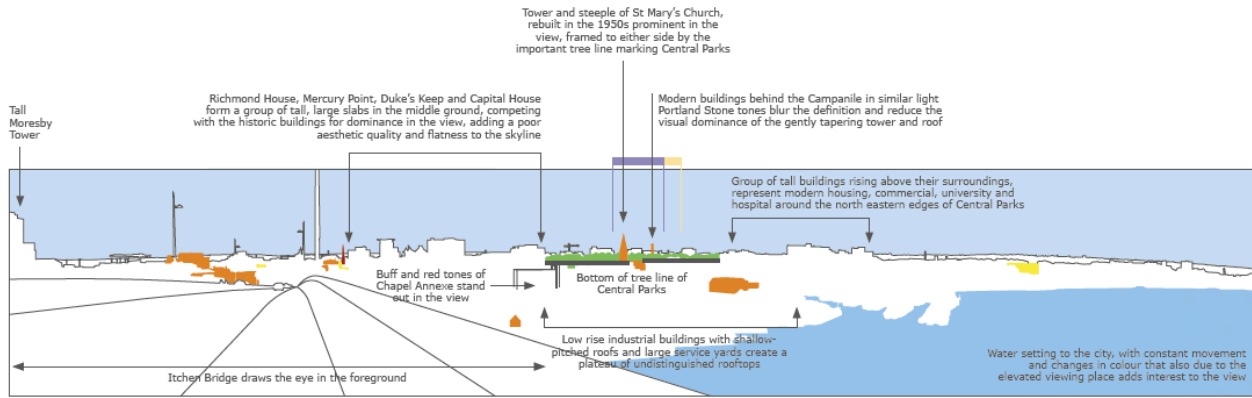 Tower and steeple of St Mary's Church,
rebuilt in the 1950s prominent in the
view, framed to either side by the
important tree line marking Central Parks
Tall
Moresby
Tower
Richmond House, Mercury Point, Duke's Keep and Capital House
form a group of tall, large slabs in the middle ground, competing
with the historic buildings for dominance in the view, adding a poor
aesthetic quality and flatness to the skyline
Modern buildings behind the Campanile in similar light
Portland Stone tones blur the definition and reduce the
visual dominance of the gently tapering tower and roof
Group of tall buildings rising above their surroundings,
represent modern housing, commercial, university and
hospital around the north eastern edges of Central Parks
Buff and red tones of
Chapel Annexe stand
out in the view
Bottom of tree line of
Central Parks
Low rise industrial buildings with shallow-
pitched roofs and large service yards create a
plateau of undistinguished rooftops
Itchen Bridge draws the eye in the foreground
Water setting to the city, with constant movement
and changes in colour that also due to the
elevated viewing place adds interest to the view